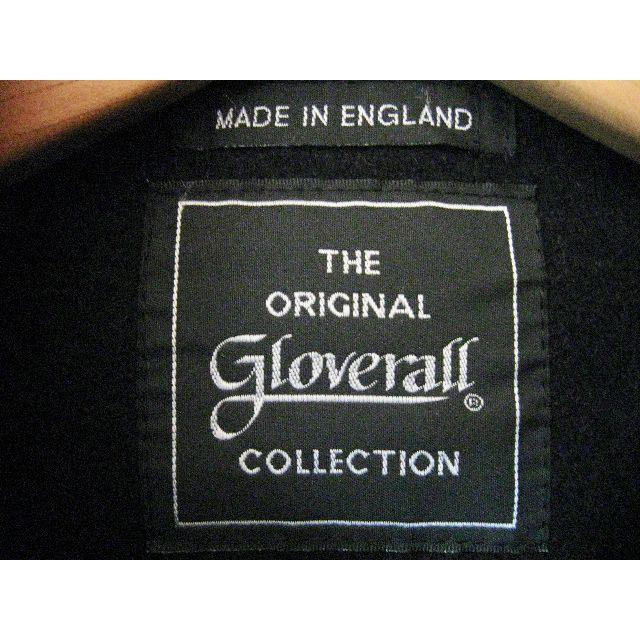 MADE IN ENGLAND
THE
ORIGINAL
Gloverall®
COLLECTION